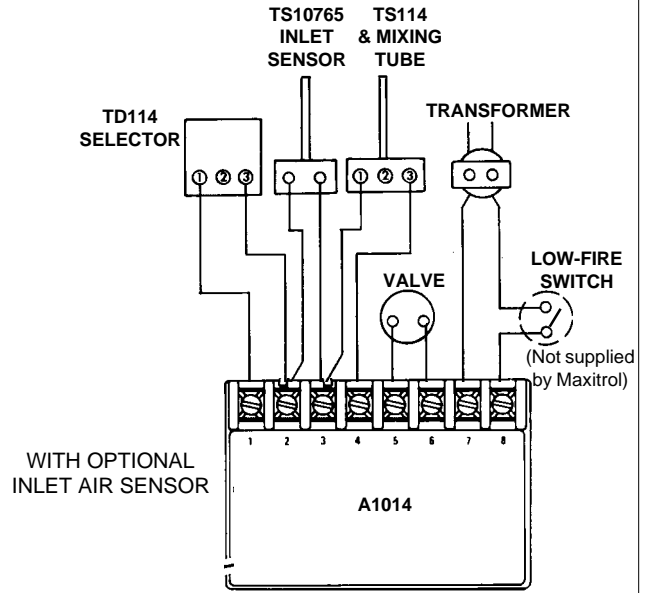 TS10765
INLET
SENSOR
TS114
& MIXING
TUBE
TD114
SELECTOR
TRANSFORMER
1 2 3
1 2 3
LOW-FIRE
SWITCH
VALVE
(Not supplied
by Maxitrol)
1 2 3 4 5 6 7 8
WITH OPTIONAL
INLET AIR SENSOR
A1014